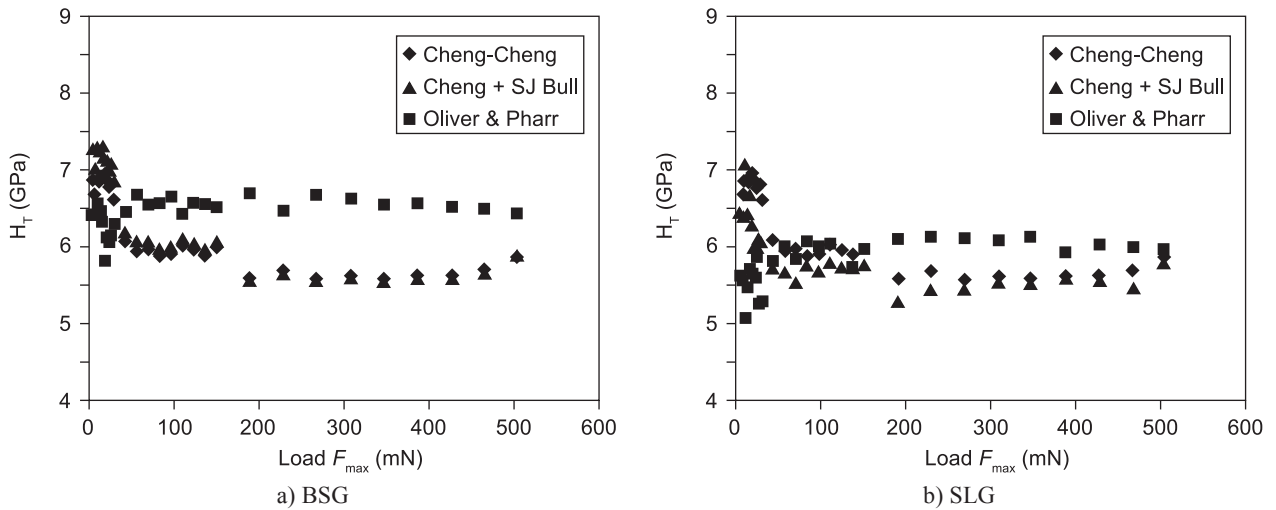 9
8
7
6
5
4
H_T (GPa)
Cheng-Cheng
Cheng + SJ Bull
Oliver & Pharr
0 100 200 300 400 500 600
Load F_max (mN)
a) BSG
9
8
7
6
5
4
H_T (GPa)
Cheng-Cheng
Cheng + SJ Bull
Oliver & Pharr
0 100 200 300 400 500 600
Load F_max (mN)
b) SLG